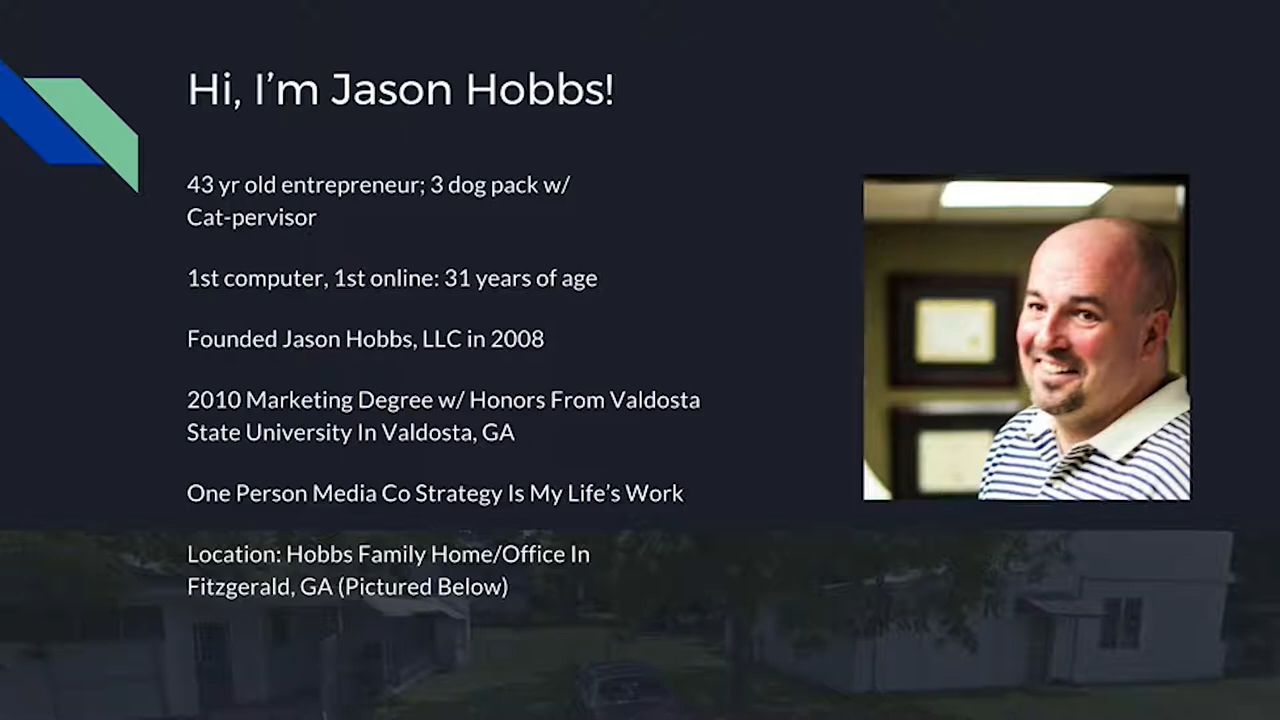 Hi, I’m Jason Hobbs!
43 yr old entrepreneur; 3 dog pack w/
Cat-pervisor
1st computer, 1st online: 31 years of age
Founded Jason Hobbs, LLC in 2008
2010 Marketing Degree w/ Honors From Valdosta
State University In Valdosta, GA
One Person Media Co Strategy Is My Life’s Work
Location: Hobbs Family Home/Office In
Fitzgerald, GA (Pictured Below)